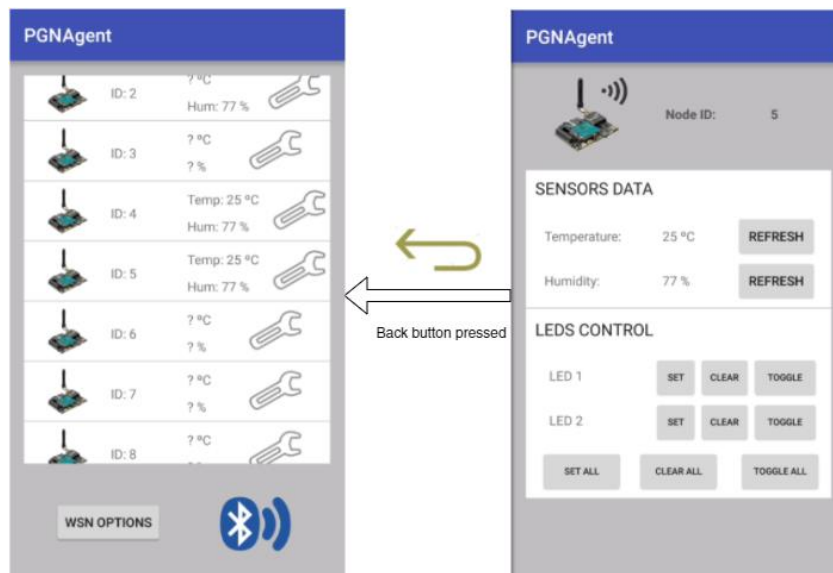 PGNAgent
ID: 2
? ºC
Hum: 77 %
ID: 3
? ºC
? %
ID: 4
Temp: 25 ºC
Hum: 77 %
ID: 5
Temp: 25 ºC
Hum: 77 %
ID: 6
? ºC
? %
ID: 7
? ºC
? %
ID: 8
? ºC
WSN OPTIONS
Back button pressed
PGNAgent
Node ID: 5
SENSORS DATA
Temperature: 25 ºC REFRESH
Humidity: 77 % REFRESH
LEDS CONTROL
LED 1 SET CLEAR TOGGLE
LED 2 SET CLEAR TOGGLE
SET ALL CLEAR ALL TOGGLE ALL